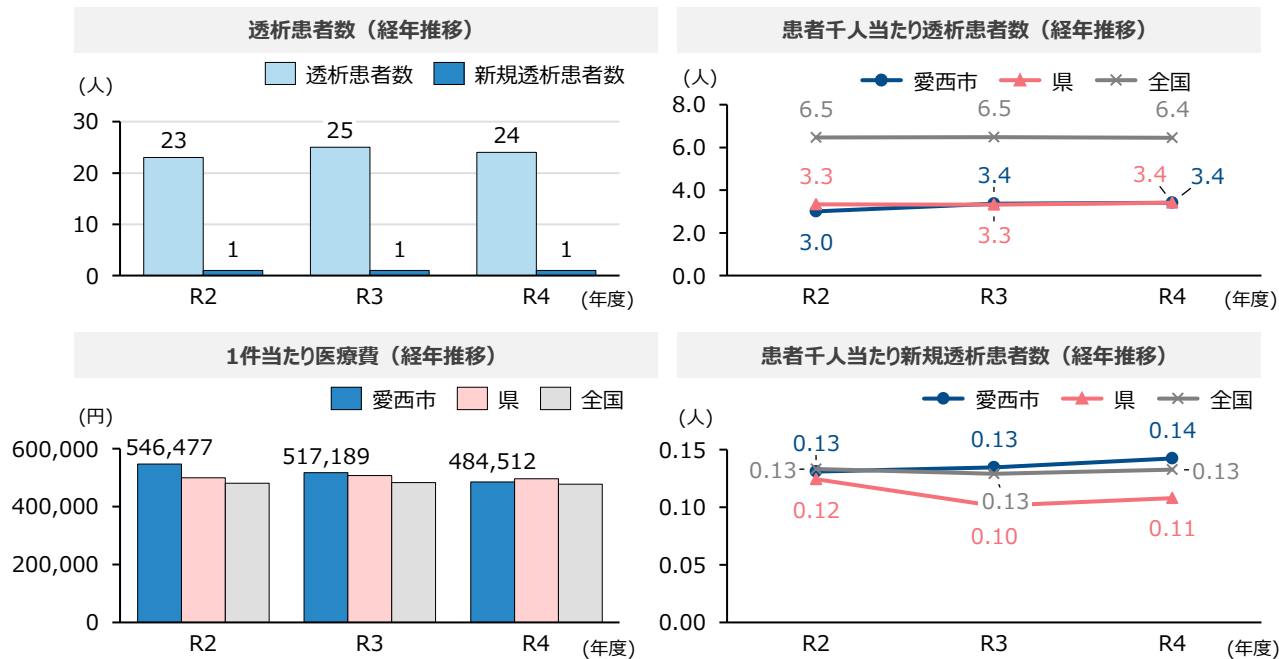 透析患者数（経年推移）
(人)
透析患者数 新規透析患者数
30
20
10
0
23
1
25
1
24
1
R2 R3 R4 (年度)
患者千人当たり透析患者数（経年推移）
(人)
愛西市 県 全国
8.0
6.0
4.0
2.0
0.0
6.5 6.5 6.4
3.3 3.4 3.4 3.4
3.0 3.3
R2 R3 R4 (年度)
1件当たり医療費（経年推移）
(円)
愛西市 県 全国
600,000
400,000
200,000
0
546,477
517,189
484,512
R2 R3 R4 (年度)
患者千人当たり新規透析患者数（経年推移）
(人)
愛西市 県 全国
0.15
0.10
0.05
0.00
0.13 0.13 0.14
0.13 0.13 0.13
0.12 0.10 0.11
R2 R3 R4 (年度)